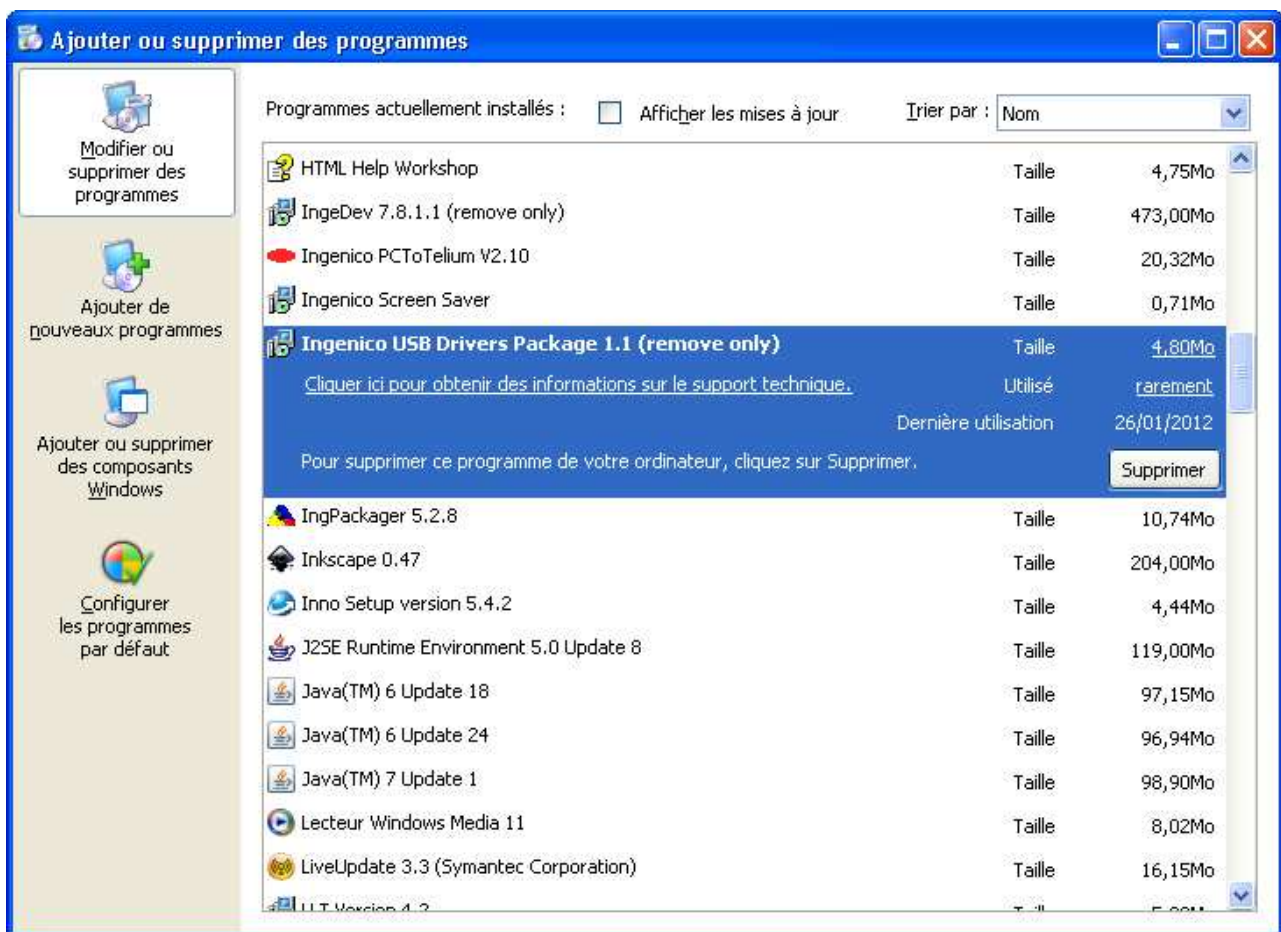 Ajouter ou supprimer des programmes
Modifier ou
supprimer des
programmes
Ajouter de
nouveaux programmes
Ajouter ou supprimer
des composants
Windows
Configurer
les programmes
par défaut
Programmes actuellement installés : Afficher les mises à jour Trier par : Nom
HTML Help Workshop Taille 4,75Mo
IngeDev 7.8.1.1 (remove only) Taille 473,00Mo
Ingenico PCToTelium V2.10 Taille 20,32Mo
Ingenico Screen Saver Taille 0,71Mo
Ingenico USB Drivers Package 1.1 (remove only) Taille 4,80Mo
Cliquer ici pour obtenir des informations sur le support technique. Utilisé rarement
Dernière utilisation 26/01/2012
Pour supprimer ce programme de votre ordinateur, cliquez sur Supprimer. Supprimer
IngPackager 5.2.8 Taille 10,74Mo
Inkscape 0.47 Taille 204,00Mo
Inno Setup version 5.4.2 Taille 4,44Mo
J2SE Runtime Environment 5.0 Update 8 Taille 119,00Mo
Java(TM) 6 Update 18 Taille 97,15Mo
Java(TM) 6 Update 24 Taille 96,94Mo
Java(TM) 7 Update 1 Taille 98,90Mo
Lecteur Windows Media 11 Taille 8,02Mo
LiveUpdate 3.3 (Symantec Corporation) Taille 16,15Mo